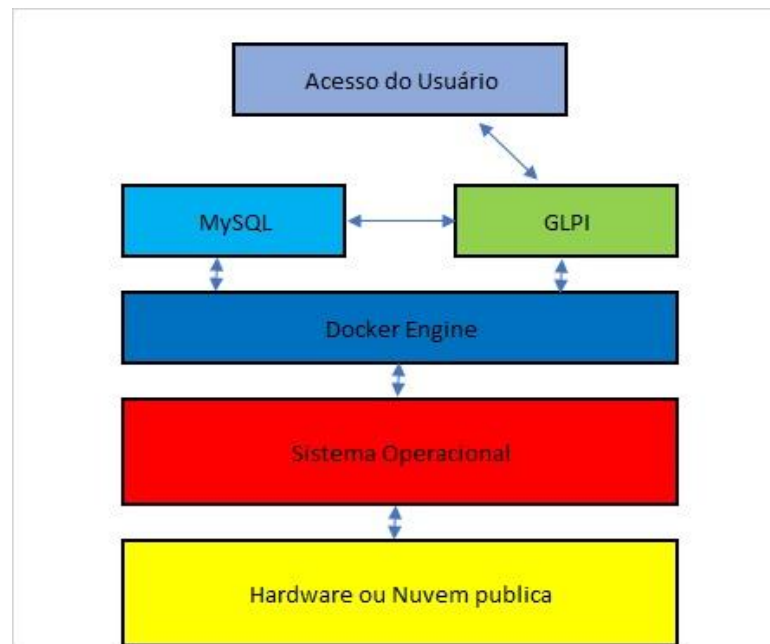 Acesso do Usuário
MySQL
GLPI
Docker Engine
Sistema Operacional
Hardware ou Nuvem publica